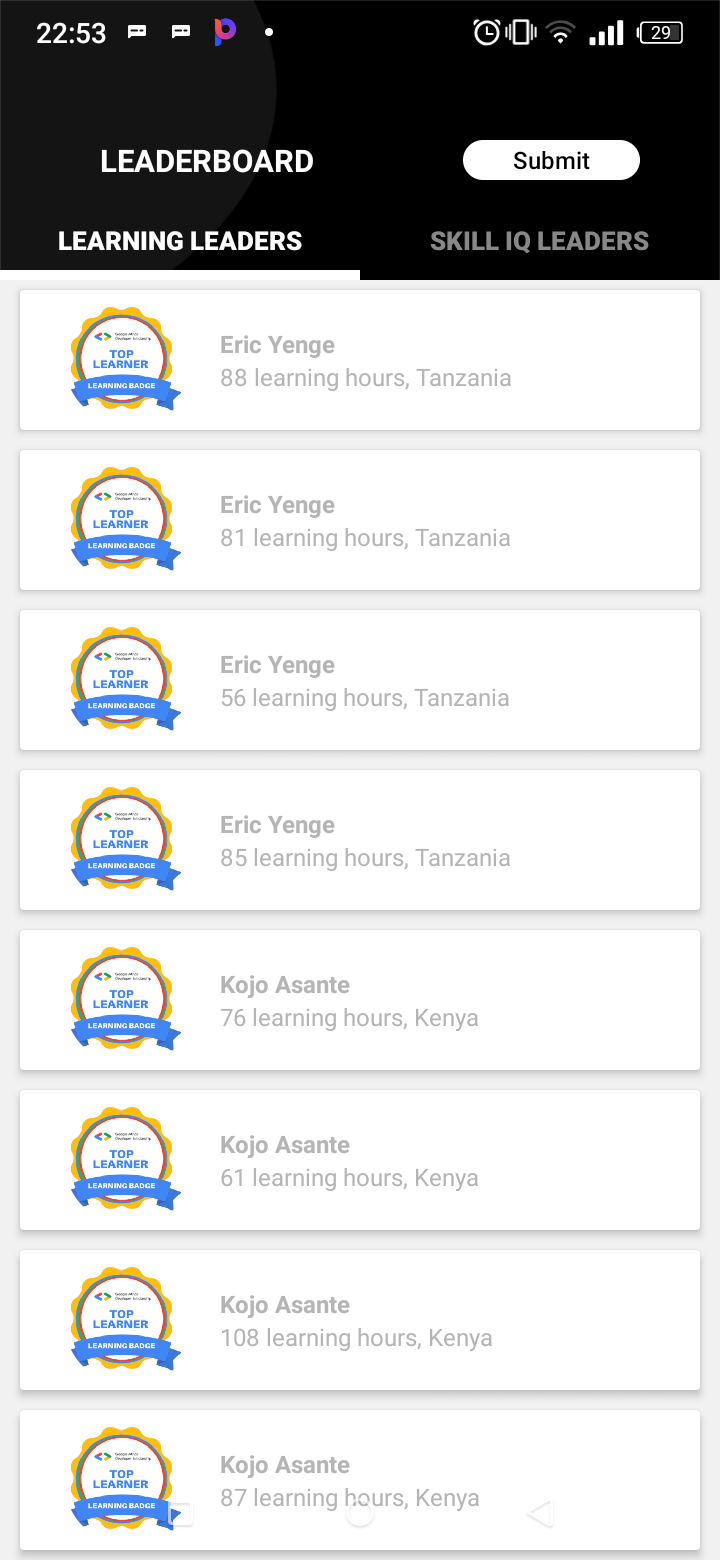 22:53
29
LEADERBOARD
Submit
LEARNING LEADERS
SKILL IQ LEADERS
Google Africa
Developer Scholarship
TOP
LEARNER
LEARNING BADGE
Eric Yenge
88 learning hours, Tanzania
Google Africa
Developer Scholarship
TOP
LEARNER
LEARNING BADGE
Eric Yenge
81 learning hours, Tanzania
Google Africa
Developer Scholarship
TOP
LEARNER
LEARNING BADGE
Eric Yenge
56 learning hours, Tanzania
Google Africa
Developer Scholarship
TOP
LEARNER
LEARNING BADGE
Eric Yenge
85 learning hours, Tanzania
Google Africa
Developer Scholarship
TOP
LEARNER
LEARNING BADGE
Kojo Asante
76 learning hours, Kenya
Google Africa
Developer Scholarship
TOP
LEARNER
LEARNING BADGE
Kojo Asante
61 learning hours, Kenya
Google Africa
Developer Scholarship
TOP
LEARNER
LEARNING BADGE
Kojo Asante
108 learning hours, Kenya
Google Africa
Developer Scholarship
TOP
LEARNER
LEARNING BADGE
Kojo Asante
87 learning hours, Kenya